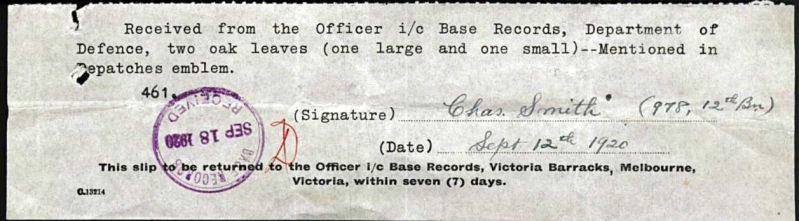 Received from the Officer i/c Base Records, Department of
Defence, two oak leaves (one large and one small)--Mentioned in
Depatches emblem.
461.
(Signature) Chas. Smith (978, 12th Bn)
(Date) Sept 12th 1920
RECEIVED
SEP 18 1920
BASE RECORDS
D
This slip to be returned to the Officer i/c Base Records, Victoria Barracks, Melbourne,
Victoria, within seven (7) days.
C.13214